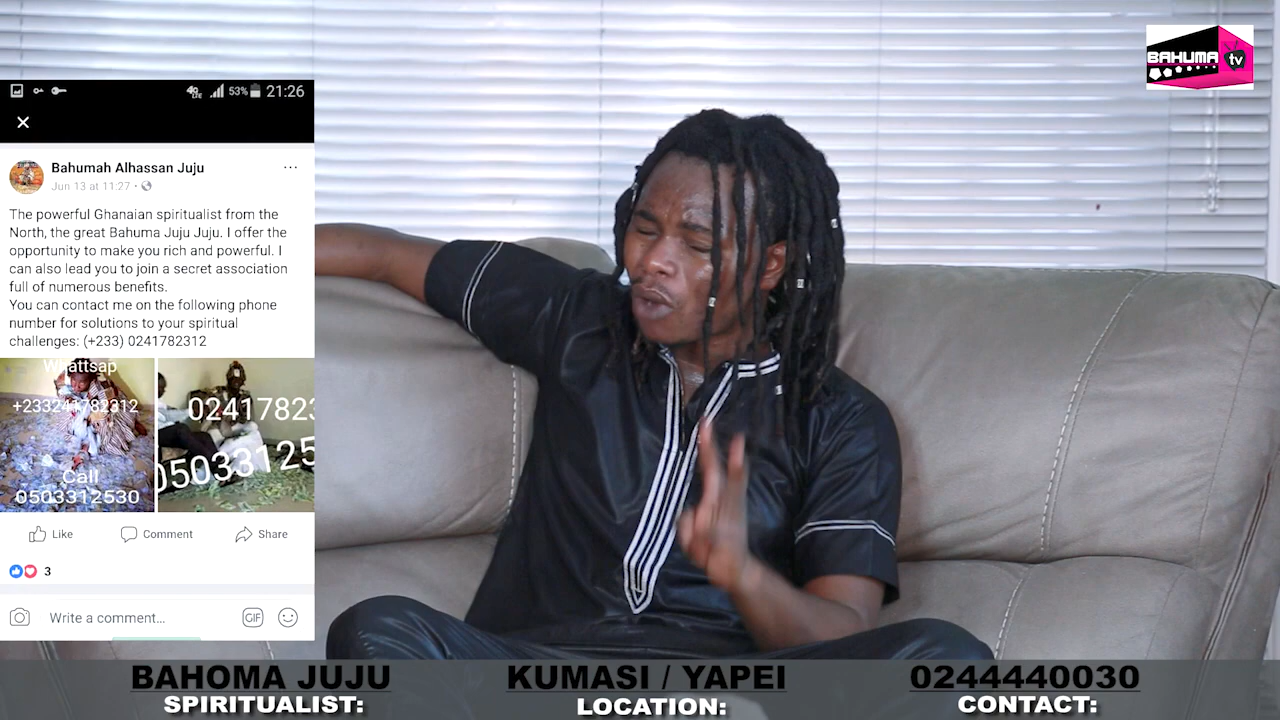 BAHUMA tv
53% 21:26
Bahumah Alhassan Juju
Jun 13 at 11:27
The powerful Ghanaian spiritualist from the
North, the great Bahuma Juju Juju. I offer the
opportunity to make you rich and powerful. I
can also lead you to join a secret association
full of numerous benefits.
You can contact me on the following phone
number for solutions to your spiritual
challenges: (+233) 0241782312
Whattsap
+233241782312
Call
0503312530
Like
Comment
Share
3
Write a comment...
GIF
BAHOMA JUJU
SPIRITUALIST:
KUMASI / YAPEI
LOCATION:
0244440030
CONTACT: